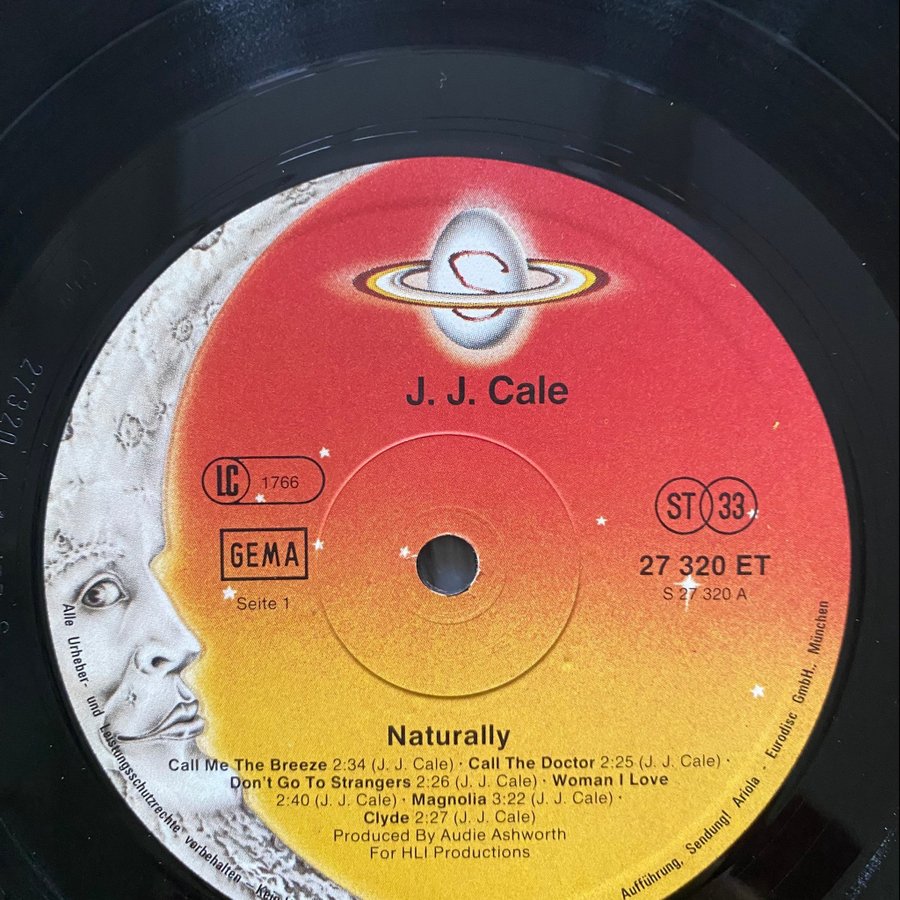 J. J. Cale
LC 1766
GEMA
Seite 1
ST 33
27 320 ET
S 27 320 A
Naturally
Call Me The Breeze 2:34 (J. J. Cale) · Call The Doctor 2:25 (J. J. Cale) ·
Don't Go To Strangers 2:26 (J. J. Cale) · Woman I Love
2:40 (J. J. Cale) · Magnolia 3:22 (J. J. Cale) ·
Clyde 2:27 (J. J. Cale)
Produced By Audie Ashworth
For HLI Productions
Alle Urheber- und Leistungsschutzrechte vorbehalten - Kein
Aufführung, Sendung! Ariola - Eurodisc GmbH., München
27320